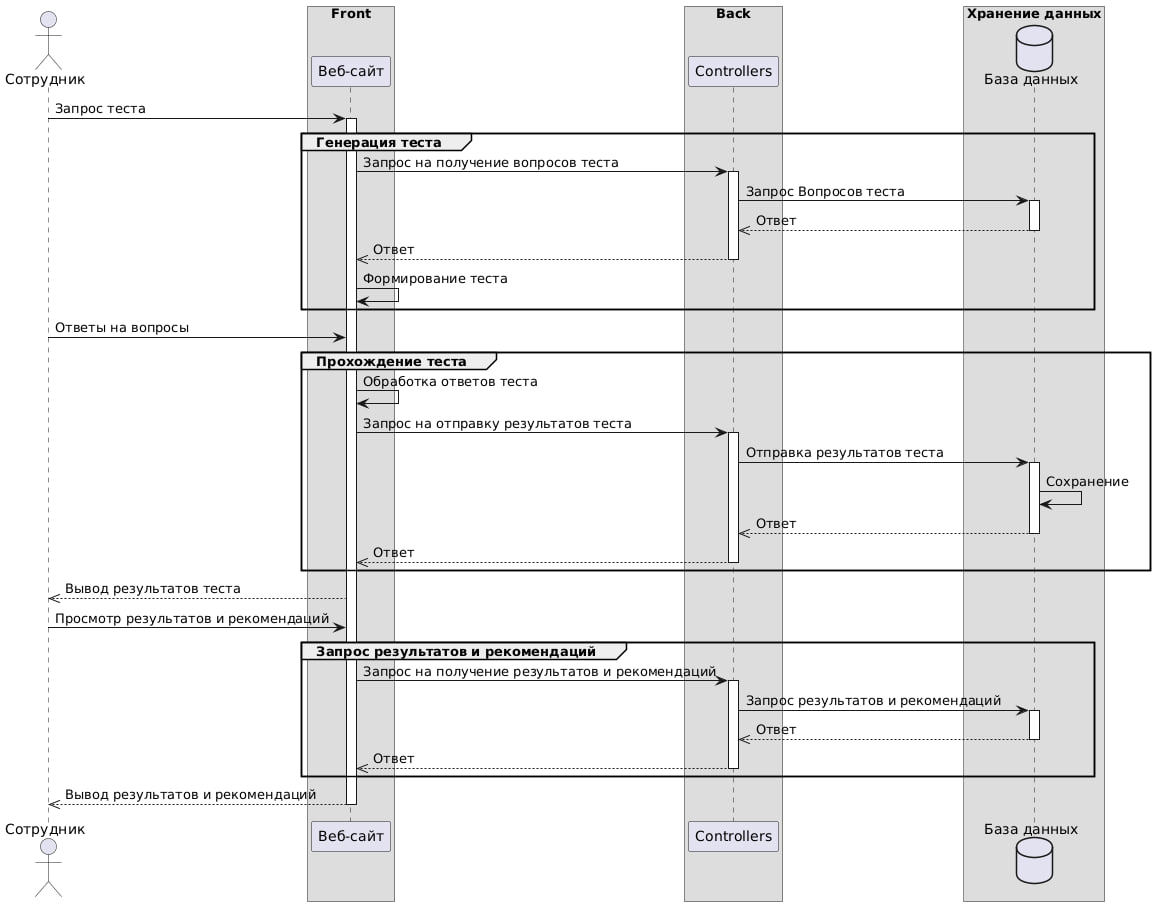 Front
Back
Хранение данных
Сотрудник
Веб-сайт
Controllers
База данных
Запрос теста
Генерация теста
Запрос на получение вопросов теста
Запрос Вопросов теста
Ответ
Ответ
Формирование теста
Ответы на вопросы
Прохождение теста
Обработка ответов теста
Запрос на отправку результатов теста
Отправка результатов теста
Сохранение
Ответ
Ответ
Вывод результатов теста
Просмотр результатов и рекомендаций
Запрос результатов и рекомендаций
Запрос на получение результатов и рекомендаций
Запрос результатов и рекомендаций
Ответ
Ответ
Вывод результатов и рекомендаций
Сотрудник
Веб-сайт
Controllers
База данных